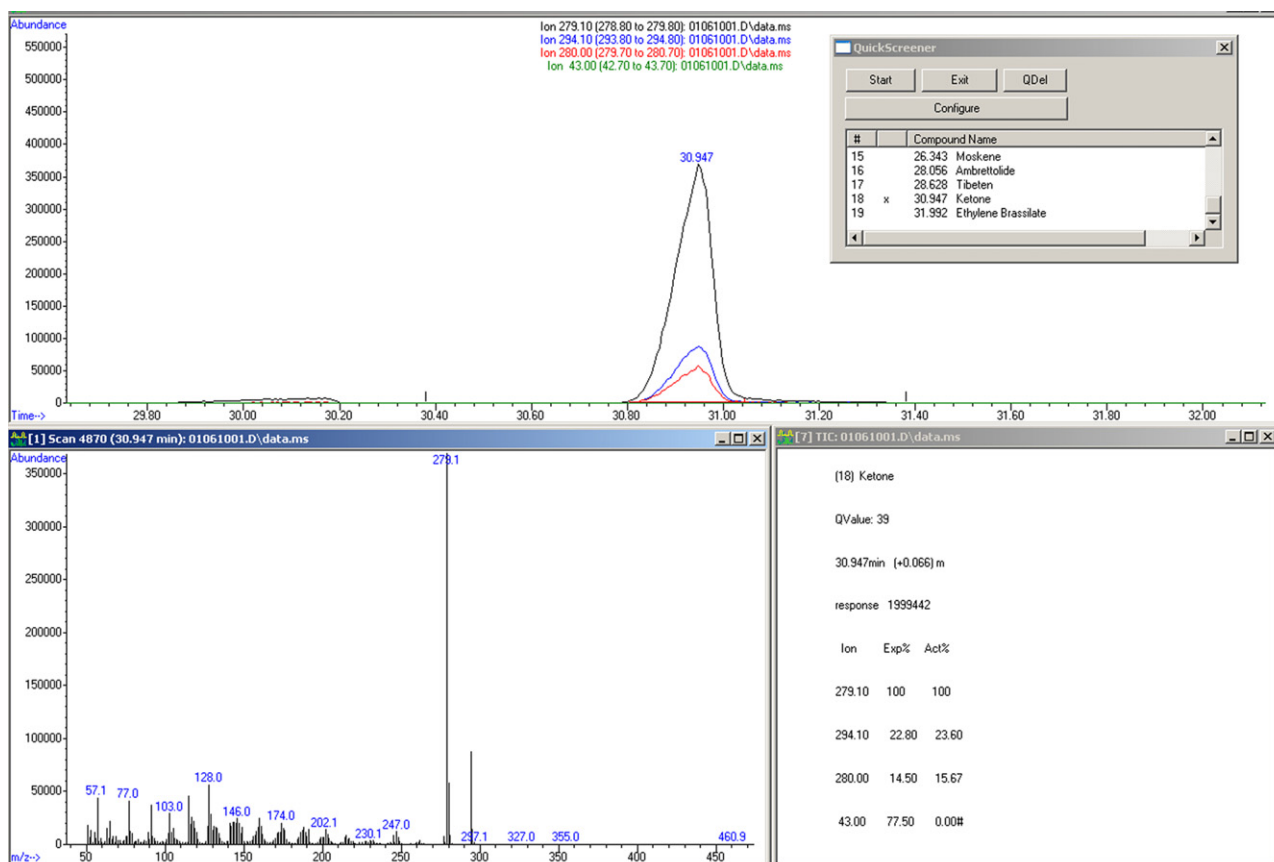 Abundance
Ion 279.10 (278.80 to 279.80): 01061001.D\data.ms
Ion 294.10 (293.80 to 294.80): 01061001.D\data.ms
Ion 280.00 (279.70 to 280.70): 01061001.D\data.ms
Ion 43.00 (42.70 to 43.70): 01061001.D\data.ms
550000
500000
450000
400000
350000
300000
250000
200000
150000
100000
50000
0
30.947
Time-->
29.80 30.00 30.20 30.40 30.60 30.80 31.00 31.20 31.40 31.60 31.80 32.00
QuickScreener
Start Exit QDel
Configure
# Compound Name
15 26.343 Moskene
16 28.056 Ambrettolide
17 28.628 Tibeten
18 x 30.947 Ketone
19 31.992 Ethylene Brassilate
[1] Scan 4870 (30.947 min): 01061001.D\data.ms
Abundance
350000
300000
250000
200000
150000
100000
50000
0
279.1
57.1 77.0 103.0 128.0 146.0 174.0 202.1 230.1 247.0 297.1 327.0 355.0 460.9
m/z-->
50 100 150 200 250 300 350 400 450
[7] TIC: 01061001.D\data.ms
(18) Ketone
QValue: 39
30.947min (+0.066) m
response 1999442
Ion Exp% Act%
279.10 100 100
294.10 22.80 23.60
280.00 14.50 15.67
43.00 77.50 0.00#